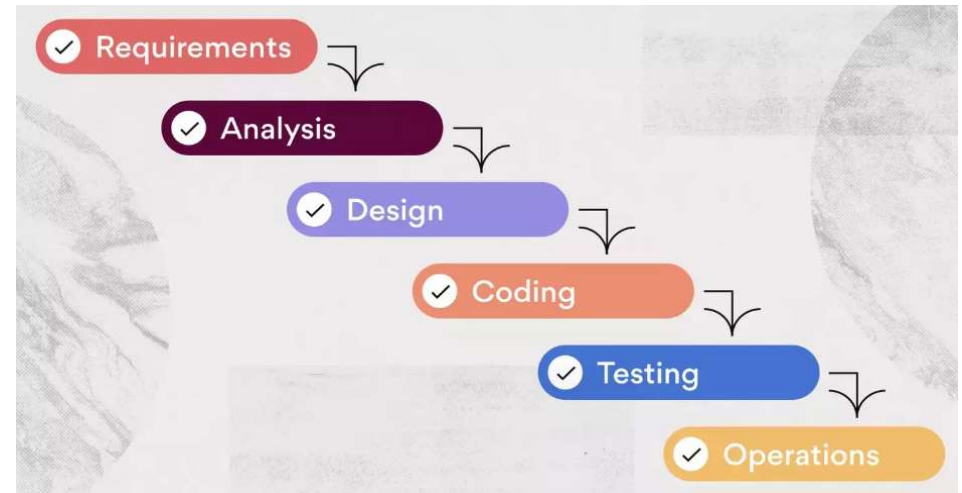 Requirements
Analysis
Design
Coding
Testing
Operations